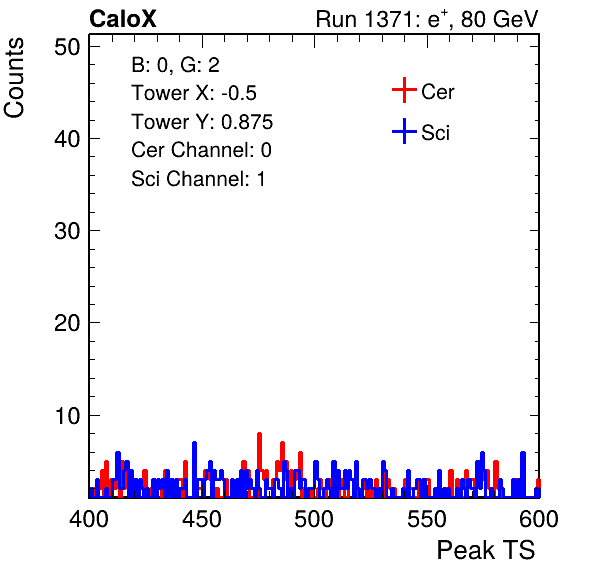 CaloX Run 1371: e⁺, 80 GeV
Counts
B: 0, G: 2
Tower X: -0.5
Tower Y: 0.875
Cer Channel: 0
Sci Channel: 1
Cer
Sci
50
40
30
20
10
400 450 500 550 600
Peak TS